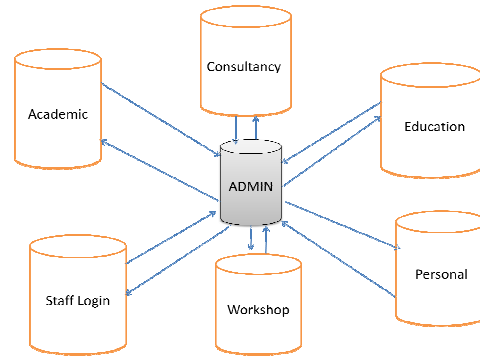 Consultancy
Academic
Education
ADMIN
Personal
Staff Login
Workshop